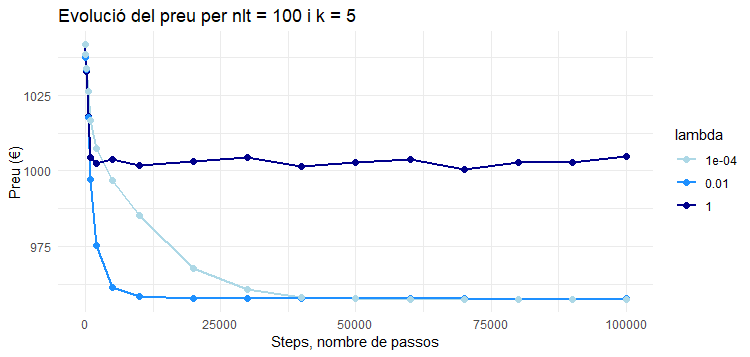 Evolució del preu per nlt = 100 i k = 5
Preu (€)
1025
1000
975
0
25000
50000
75000
100000
Steps, nombre de passos
lambda
1e-04
0.01
1